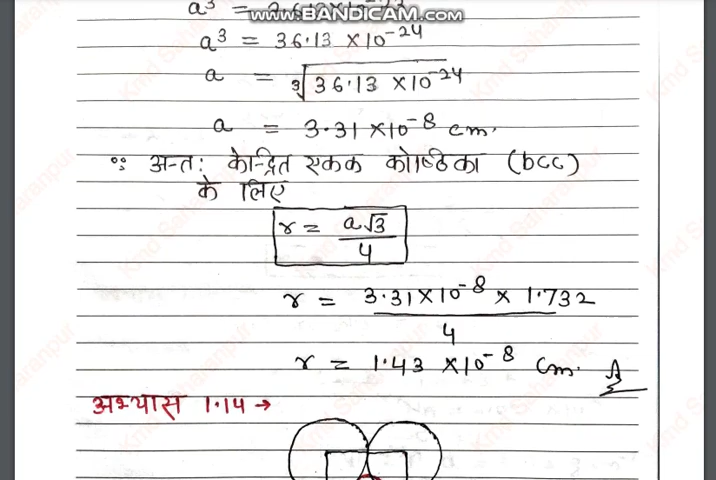 www.BANDICAM.com
a³ =
a³ = 36.13 ×10⁻²⁴
a = ∛36.13 ×10⁻²⁴
a = 3.31 ×10⁻⁸ cm.
∵ अन्त: केन्द्रित एकक कोष्ठिका (bcc)
के लिए
r = a√3/4
r = 3.31×10⁻⁸ × 1.732/4
r = 1.43 ×10⁻⁸ cm.
अभ्यास 1.14 →